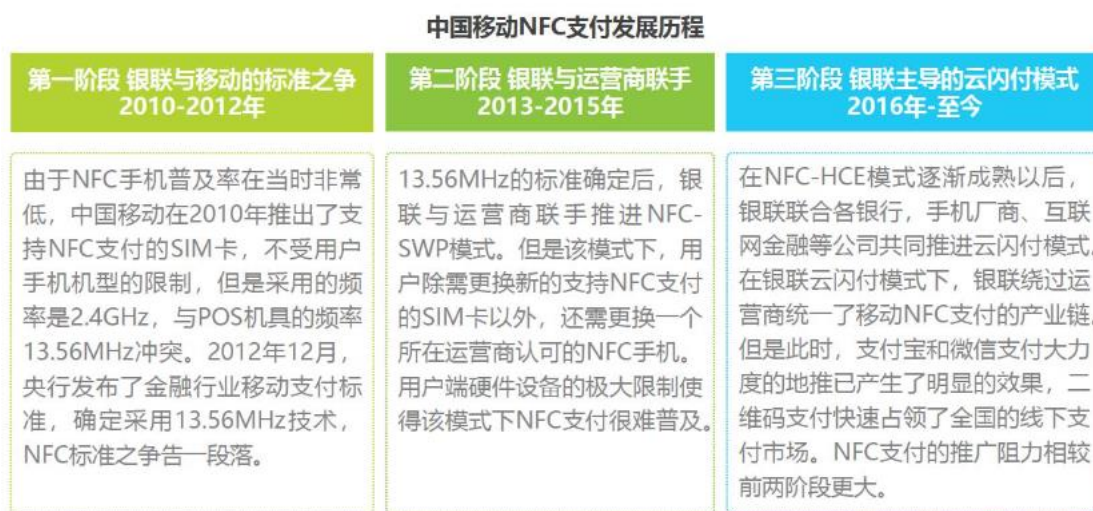 中国移动NFC支付发展历程
第一阶段 银联与移动的标准之争
2010-2012年
由于NFC手机普及率在当时非常
低，中国移动在2010年推出了支
持NFC支付的SIM卡，不受用户
手机机型的限制，但是采用的频
率是2.4GHz，与POS机具的频率
13.56MHz冲突。2012年12月，
央行发布了金融行业移动支付标
准，确定采用13.56MHz技术，
NFC标准之争告一段落。
第二阶段 银联与运营商联手
2013-2015年
13.56MHz的标准确定后，银
联与运营商联手推进NFC-
SWP模式。但是该模式下，用
户除需更换新的支持NFC支付
的SIM卡以外，还需更换一个
所在运营商认可的NFC手机。
用户端硬件设备的极大限制使
得该模式下NFC支付很难普及。
第三阶段 银联主导的云闪付模式
2016年-至今
在NFC-HCE模式逐渐成熟以后，
银联联合各银行，手机厂商、互联
网金融等公司共同推进云闪付模式。
在银联云闪付模式下，银联绕过运
营商统一了移动NFC支付的产业链。
但是此时，支付宝和微信支付大力
度的地推已产生了明显的效果，二
维码支付快速占领了全国的线下支
付市场。NFC支付的推广阻力相较
前两阶段更大。